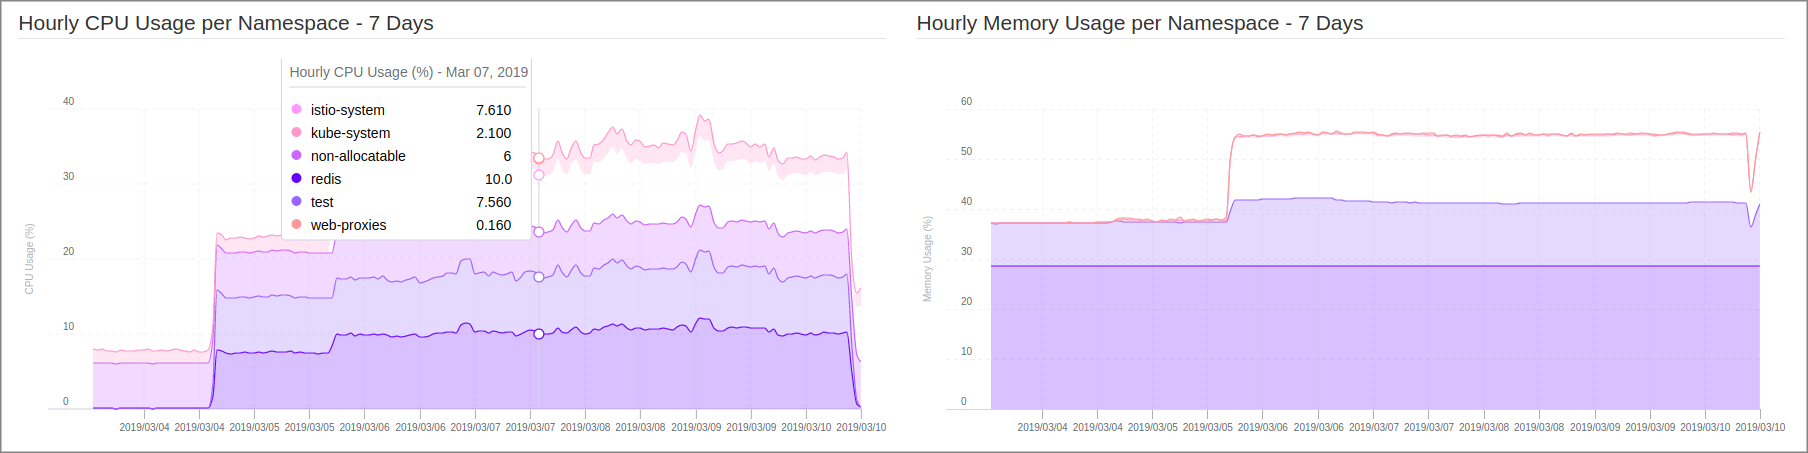 Hourly CPU Usage per Namespace - 7 Days
Hourly CPU Usage (%) - Mar 07, 2019
istio-system 7.610
kube-system 2.100
non-allocatable 6
redis 10.0
test 7.560
web-proxies 0.160
40
30
20
10
0
CPU Usage (%)
2019/03/04 2019/03/04 2019/03/05 2019/03/05 2019/03/06 2019/03/06 2019/03/07 2019/03/07 2019/03/08 2019/03/08 2019/03/09 2019/03/09 2019/03/10 2019/03/10
Hourly Memory Usage per Namespace - 7 Days
60
50
40
30
20
10
0
Memory Usage (%)
2019/03/04 2019/03/04 2019/03/05 2019/03/05 2019/03/06 2019/03/06 2019/03/07 2019/03/07 2019/03/08 2019/03/08 2019/03/09 2019/03/09 2019/03/10 2019/03/10